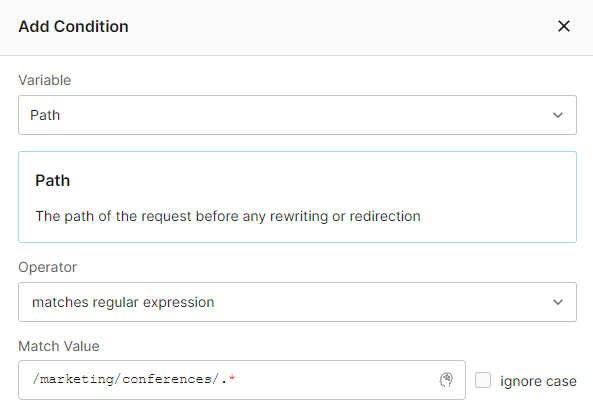 Add Condition
Variable
Path
Path
The path of the request before any rewriting or redirection
Operator
matches regular expression
Match Value
/marketing/conferences/.*
ignore case